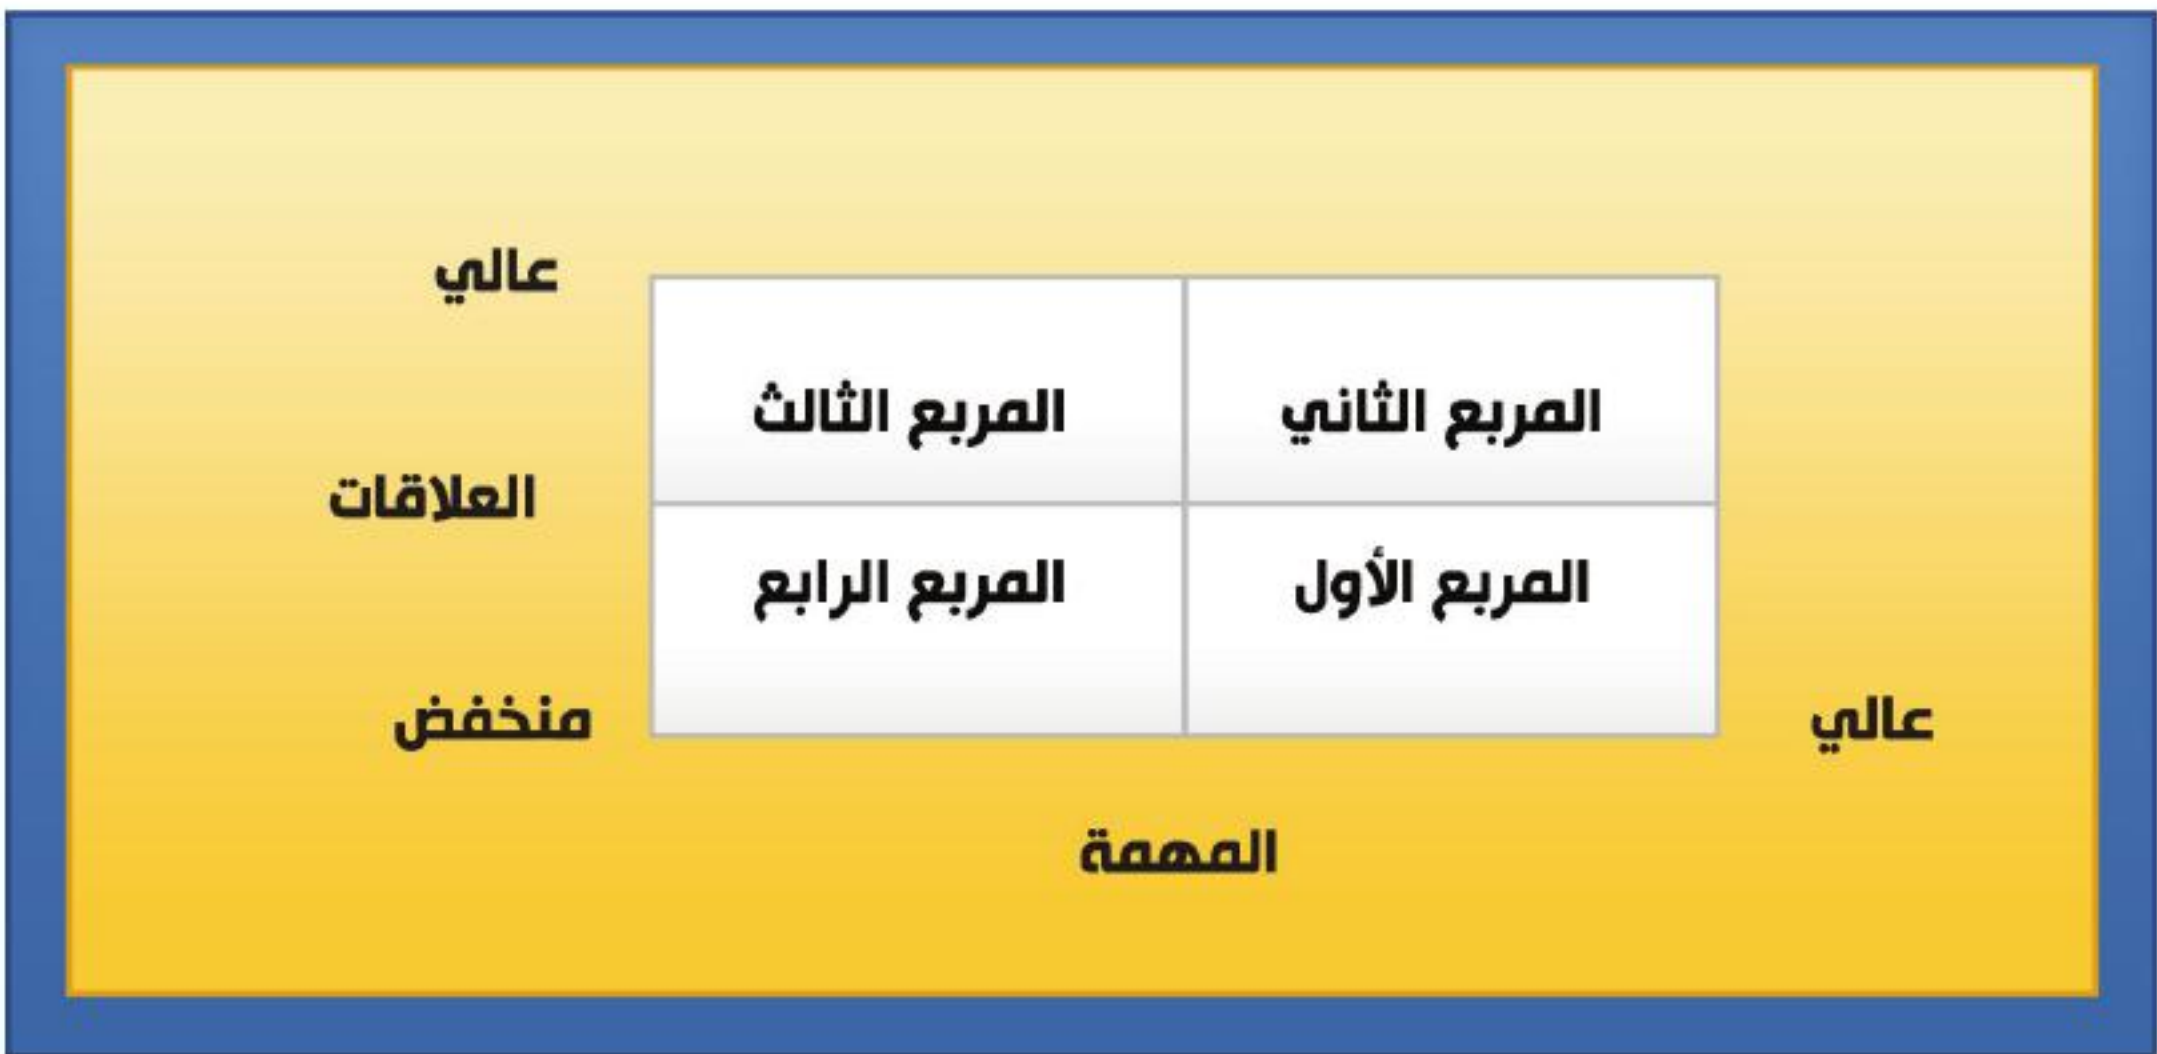 عالي
المربع الثاني المربع الثالث
العلاقات
المربع الأول المربع الرابع
عالي منخفض
المهمة